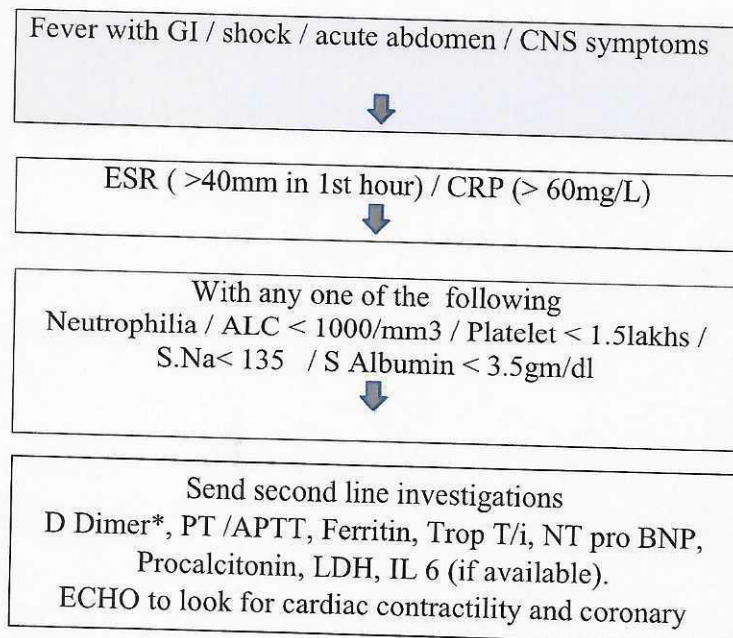 Fever with GI / shock / acute abdomen / CNS symptoms
ESR ( >40mm in 1st hour) / CRP (> 60mg/L)
With any one of the following
Neutrophilia / ALC < 1000/mm3 / Platelet < 1.5lakhs /
S.Na< 135 / S Albumin < 3.5gm/dl
Send second line investigations
D Dimer*, PT /APTT, Ferritin, Trop T/i, NT pro BNP,
Procalcitonin, LDH, IL 6 (if available).
ECHO to look for cardiac contractility and coronary